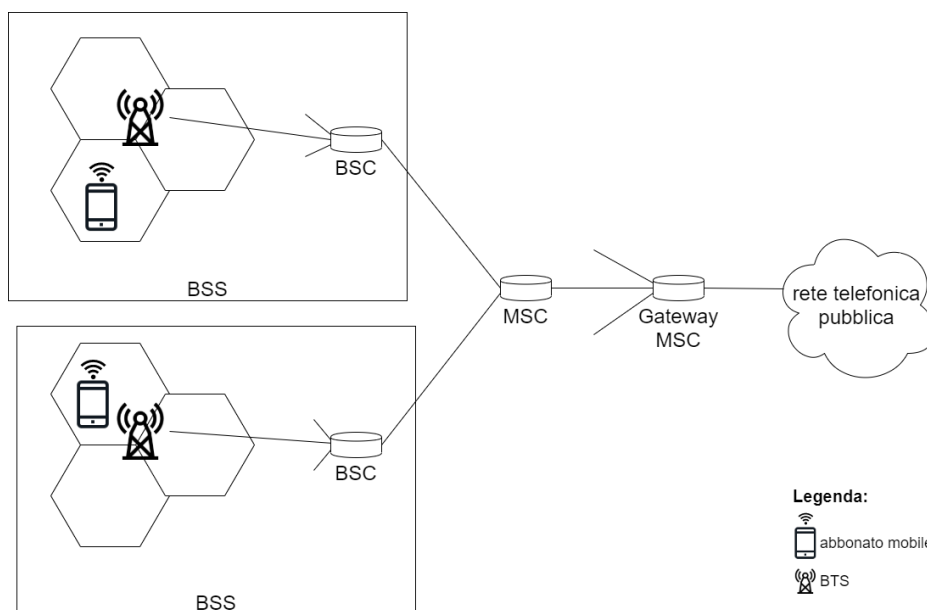 BSC
BSS
MSC
Gateway
MSC
rete telefonica
pubblica
BSC
BSS
Legenda:
abbonato mobile
BTS